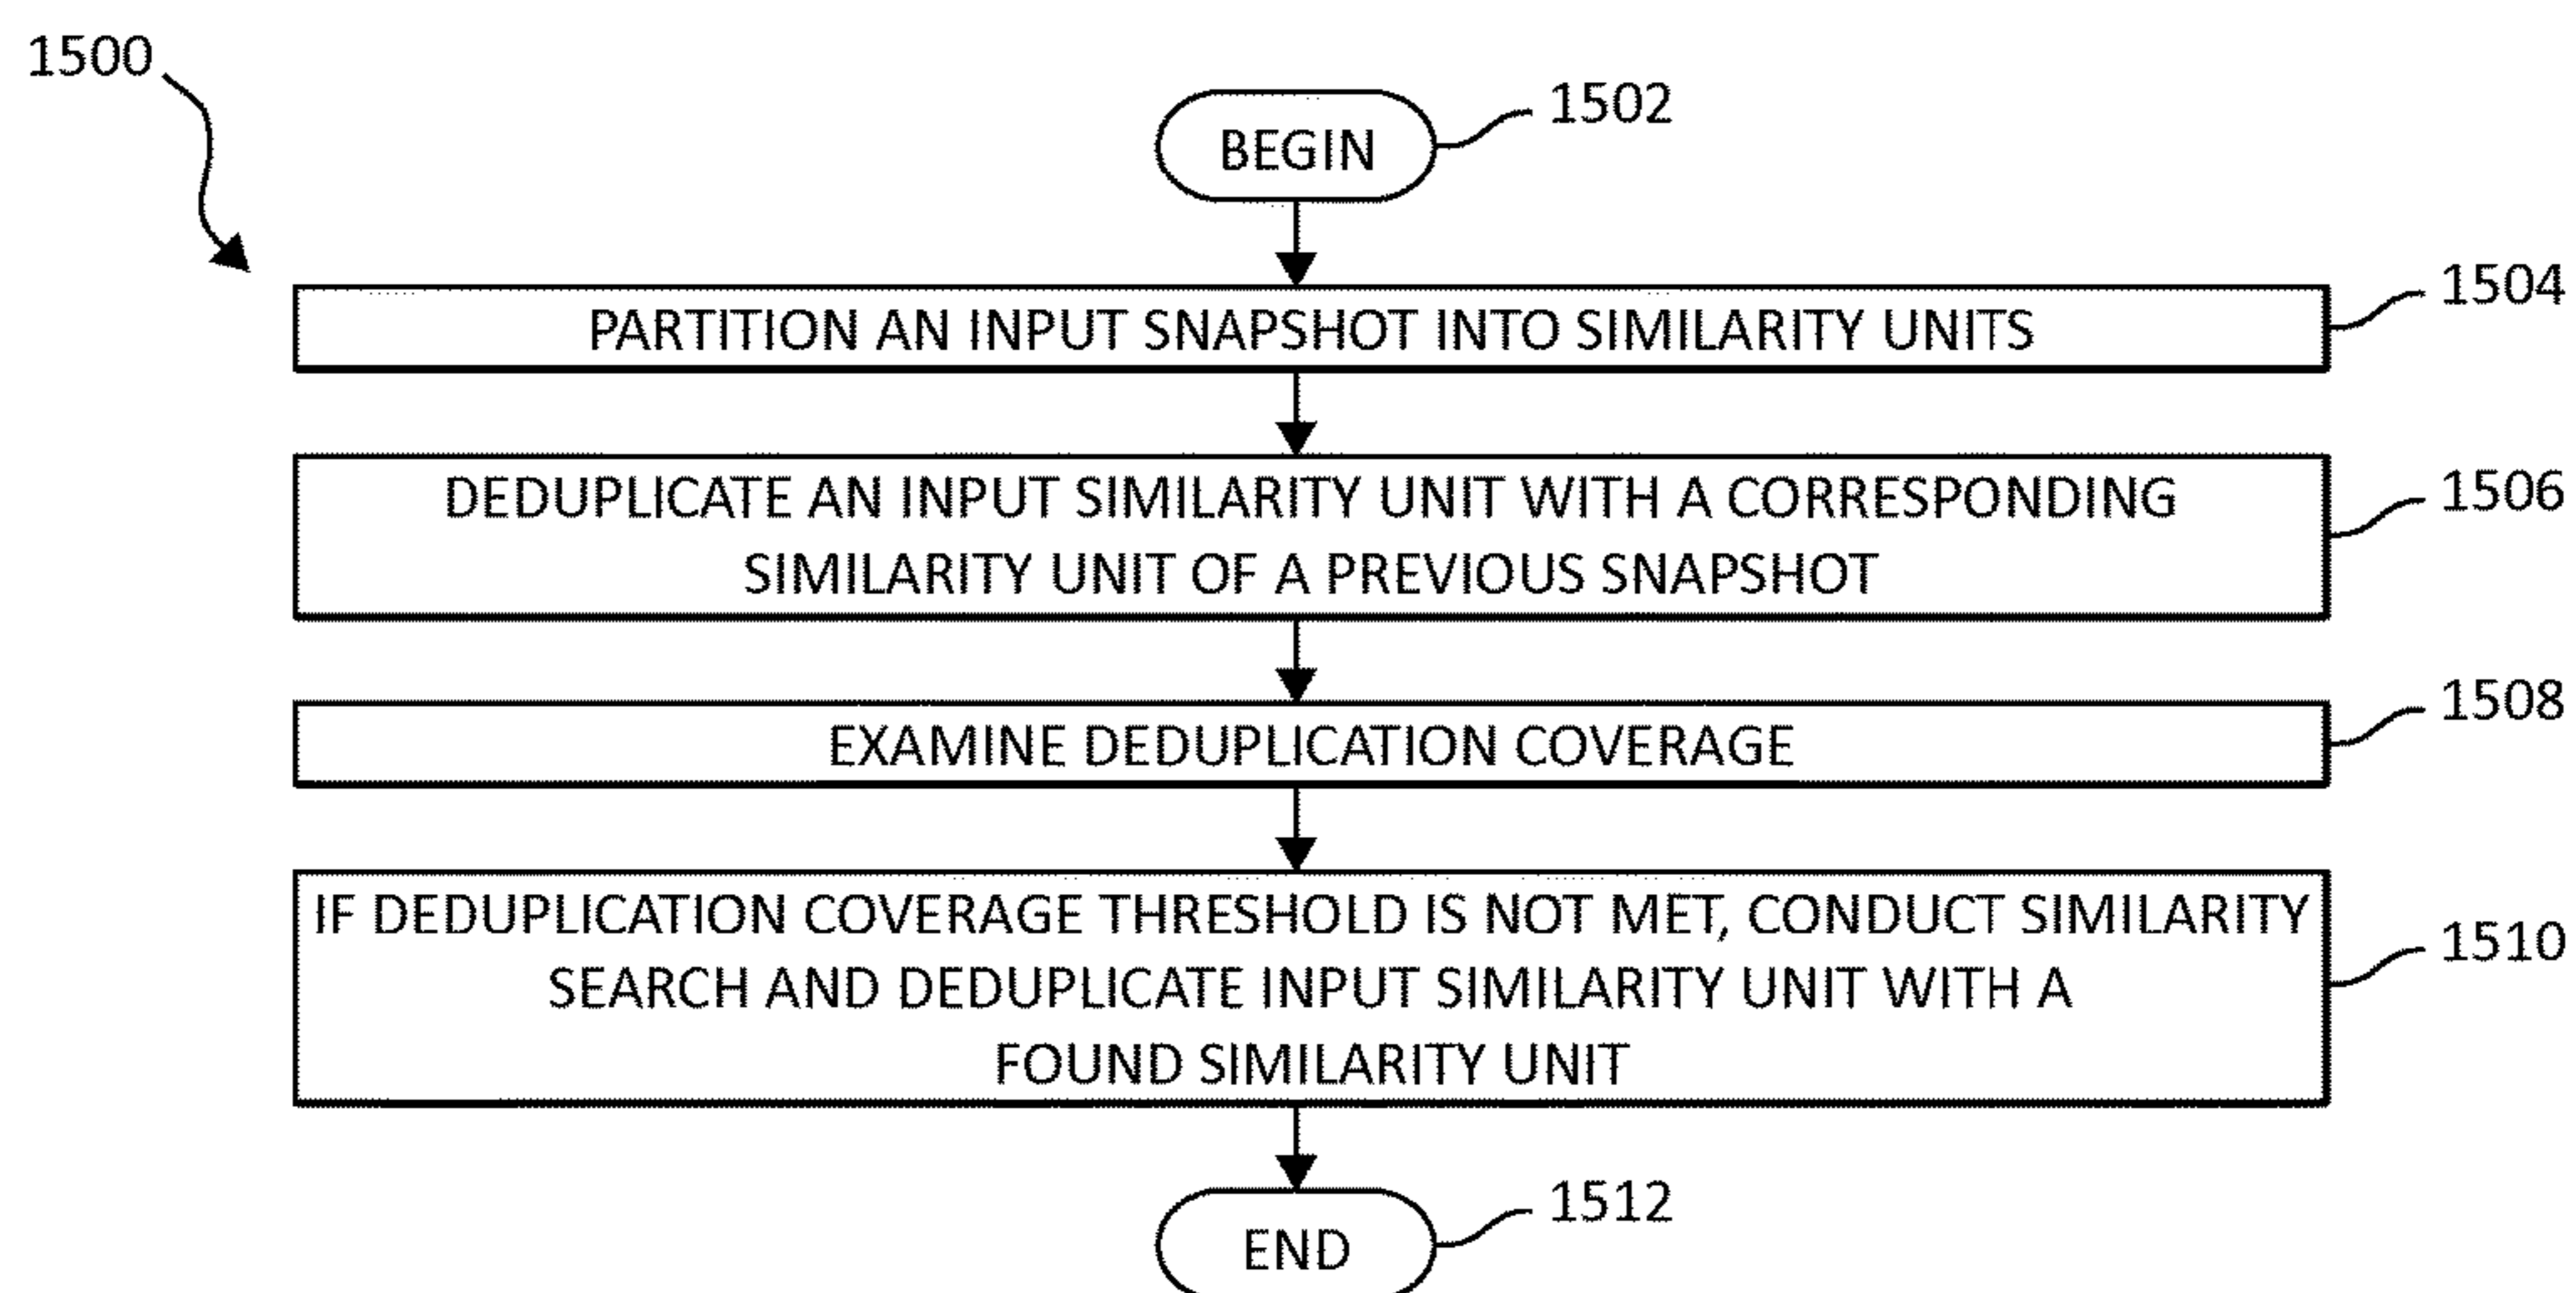 1500
BEGIN
1502
PARTITION AN INPUT SNAPSHOT INTO SIMILARITY UNITS
1504
DEDUPLICATE AN INPUT SIMILARITY UNIT WITH A CORRESPONDING
SIMILARITY UNIT OF A PREVIOUS SNAPSHOT
1506
EXAMINE DEDUPLICATION COVERAGE
1508
IF DEDUPLICATION COVERAGE THRESHOLD IS NOT MET, CONDUCT SIMILARITY
SEARCH AND DEDUPLICATE INPUT SIMILARITY UNIT WITH A
FOUND SIMILARITY UNIT
1510
END
1512